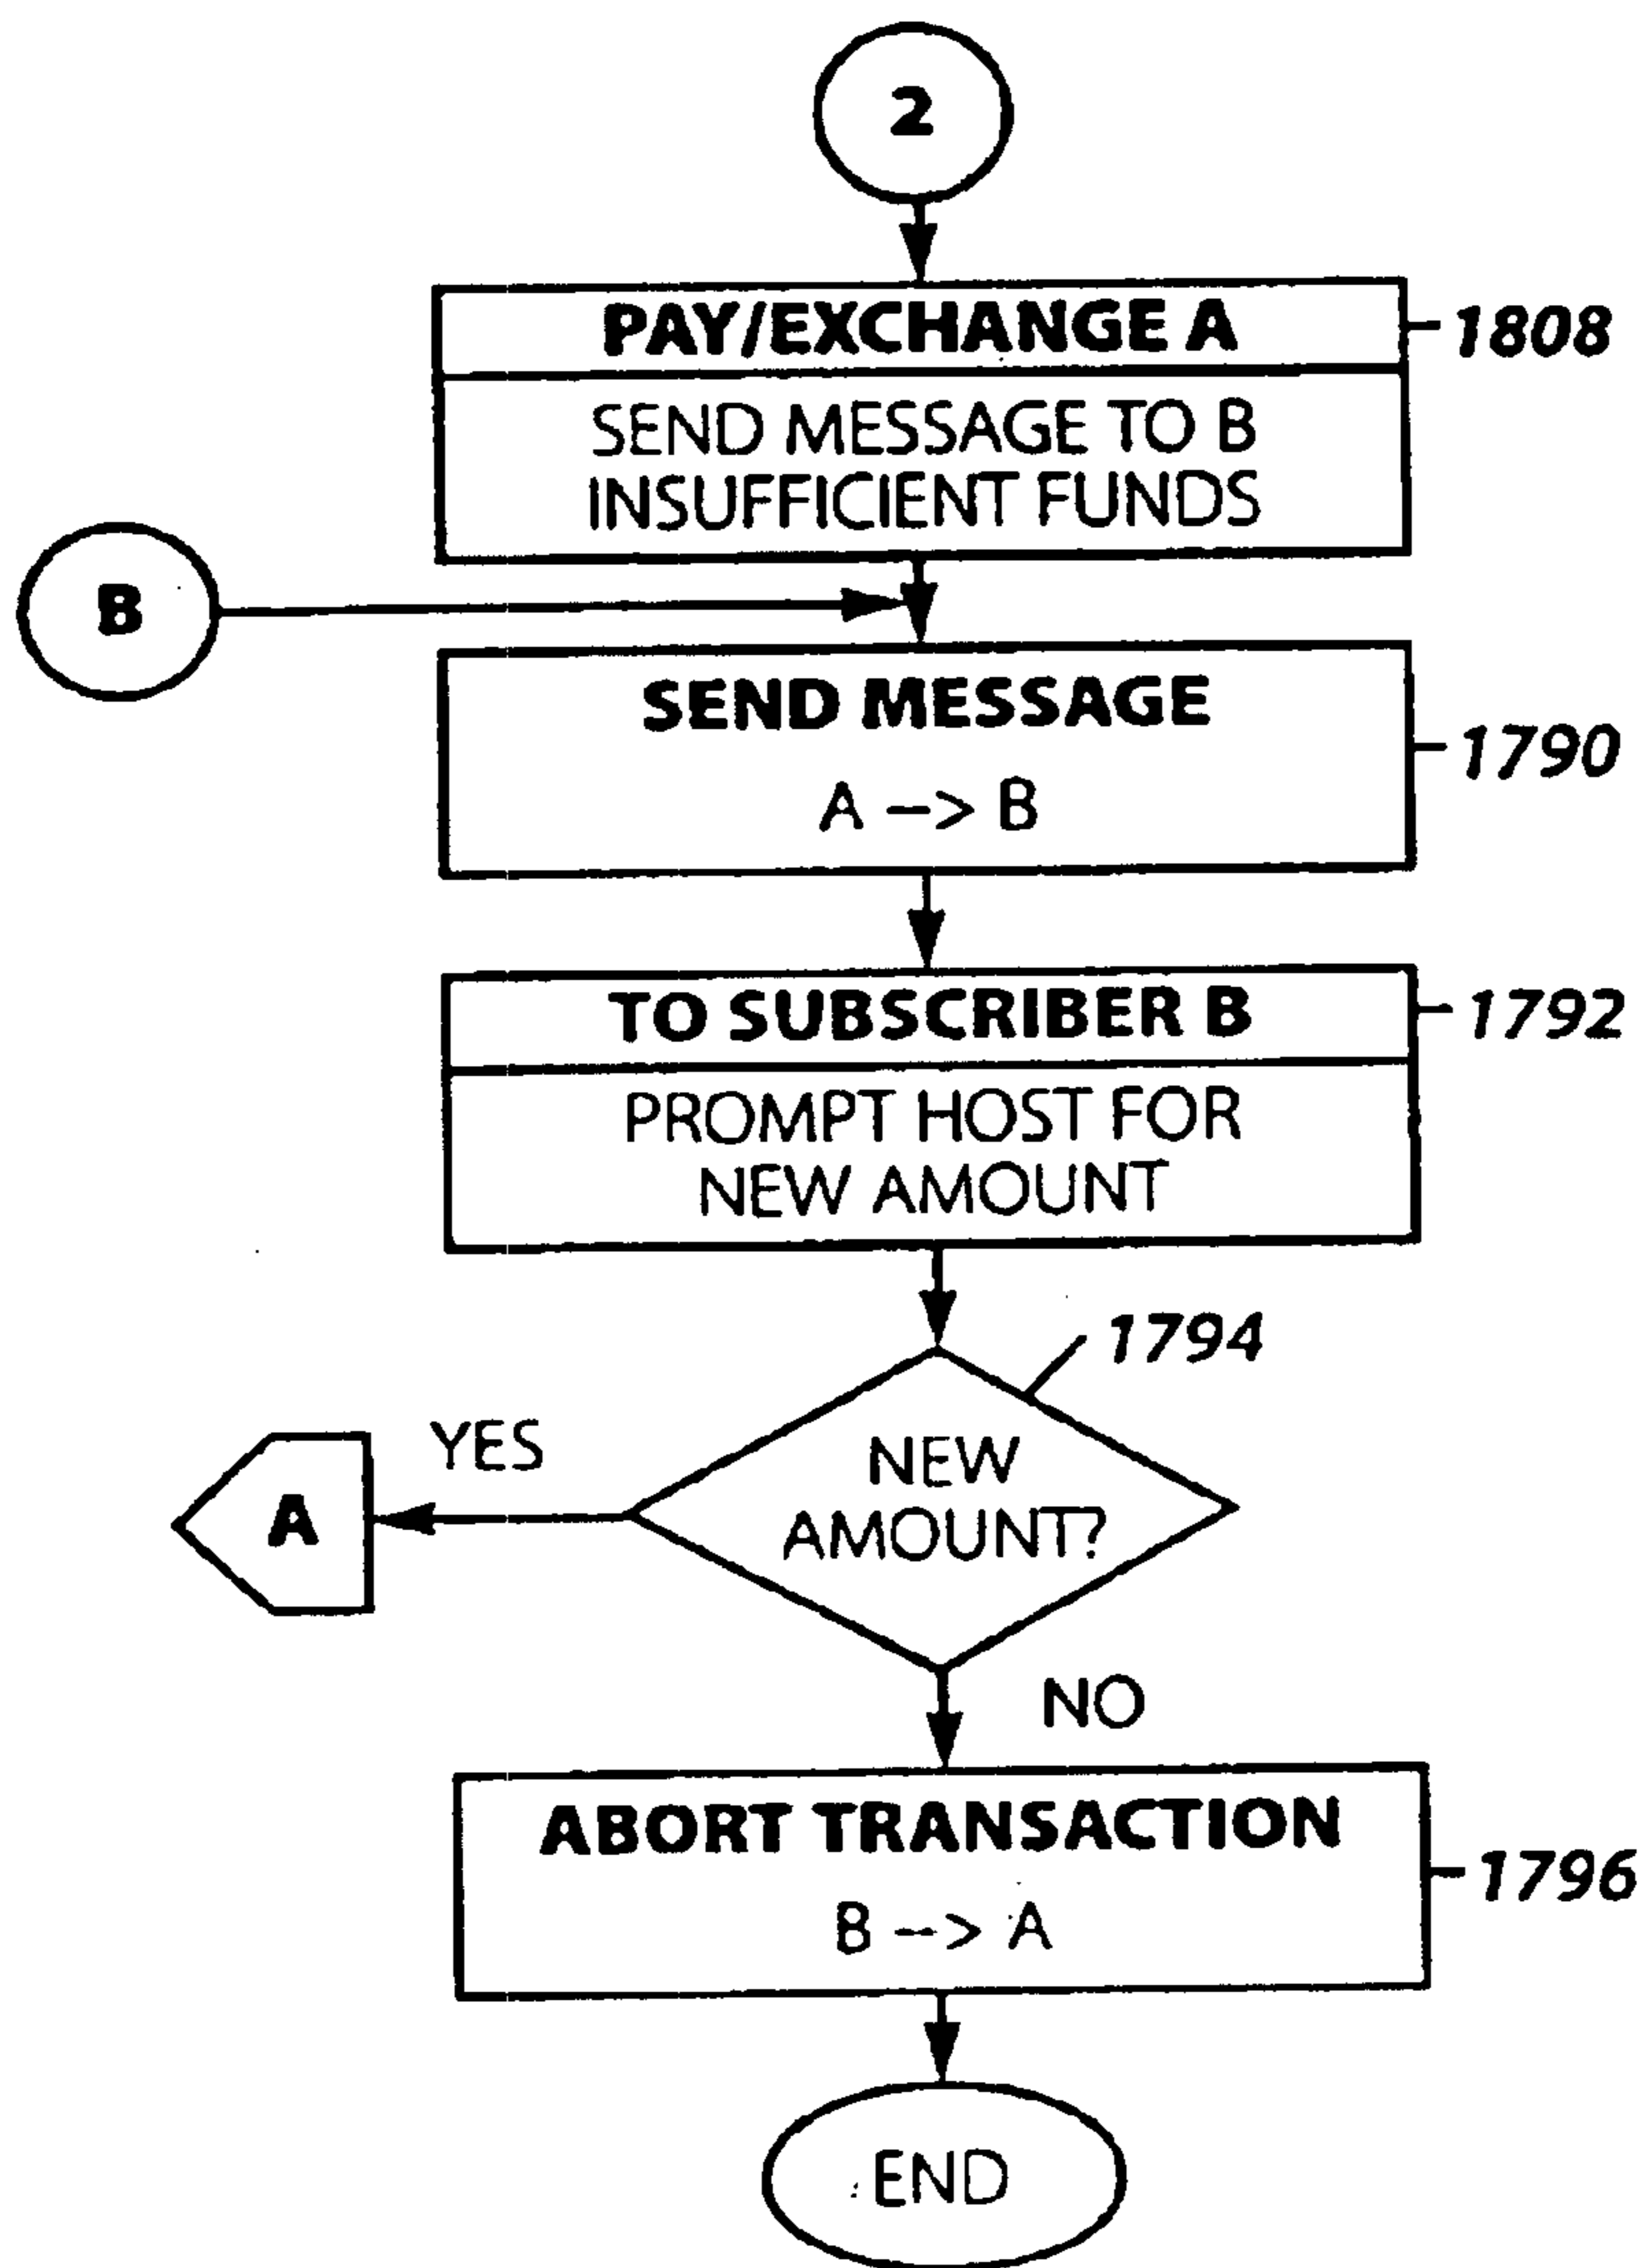 2
PAY/EXCHANGE A
1808
SEND MESSAGE TO B
INSUFFICIENT FUNDS
B
SEND MESSAGE
1790
A --> B
TO SUBSCRIBER B
1792
PROMPT HOST FOR
NEW AMOUNT
1794
YES
NEW
AMOUNT?
A
NO
ABORT TRANSACTION
1796
B --> A
END